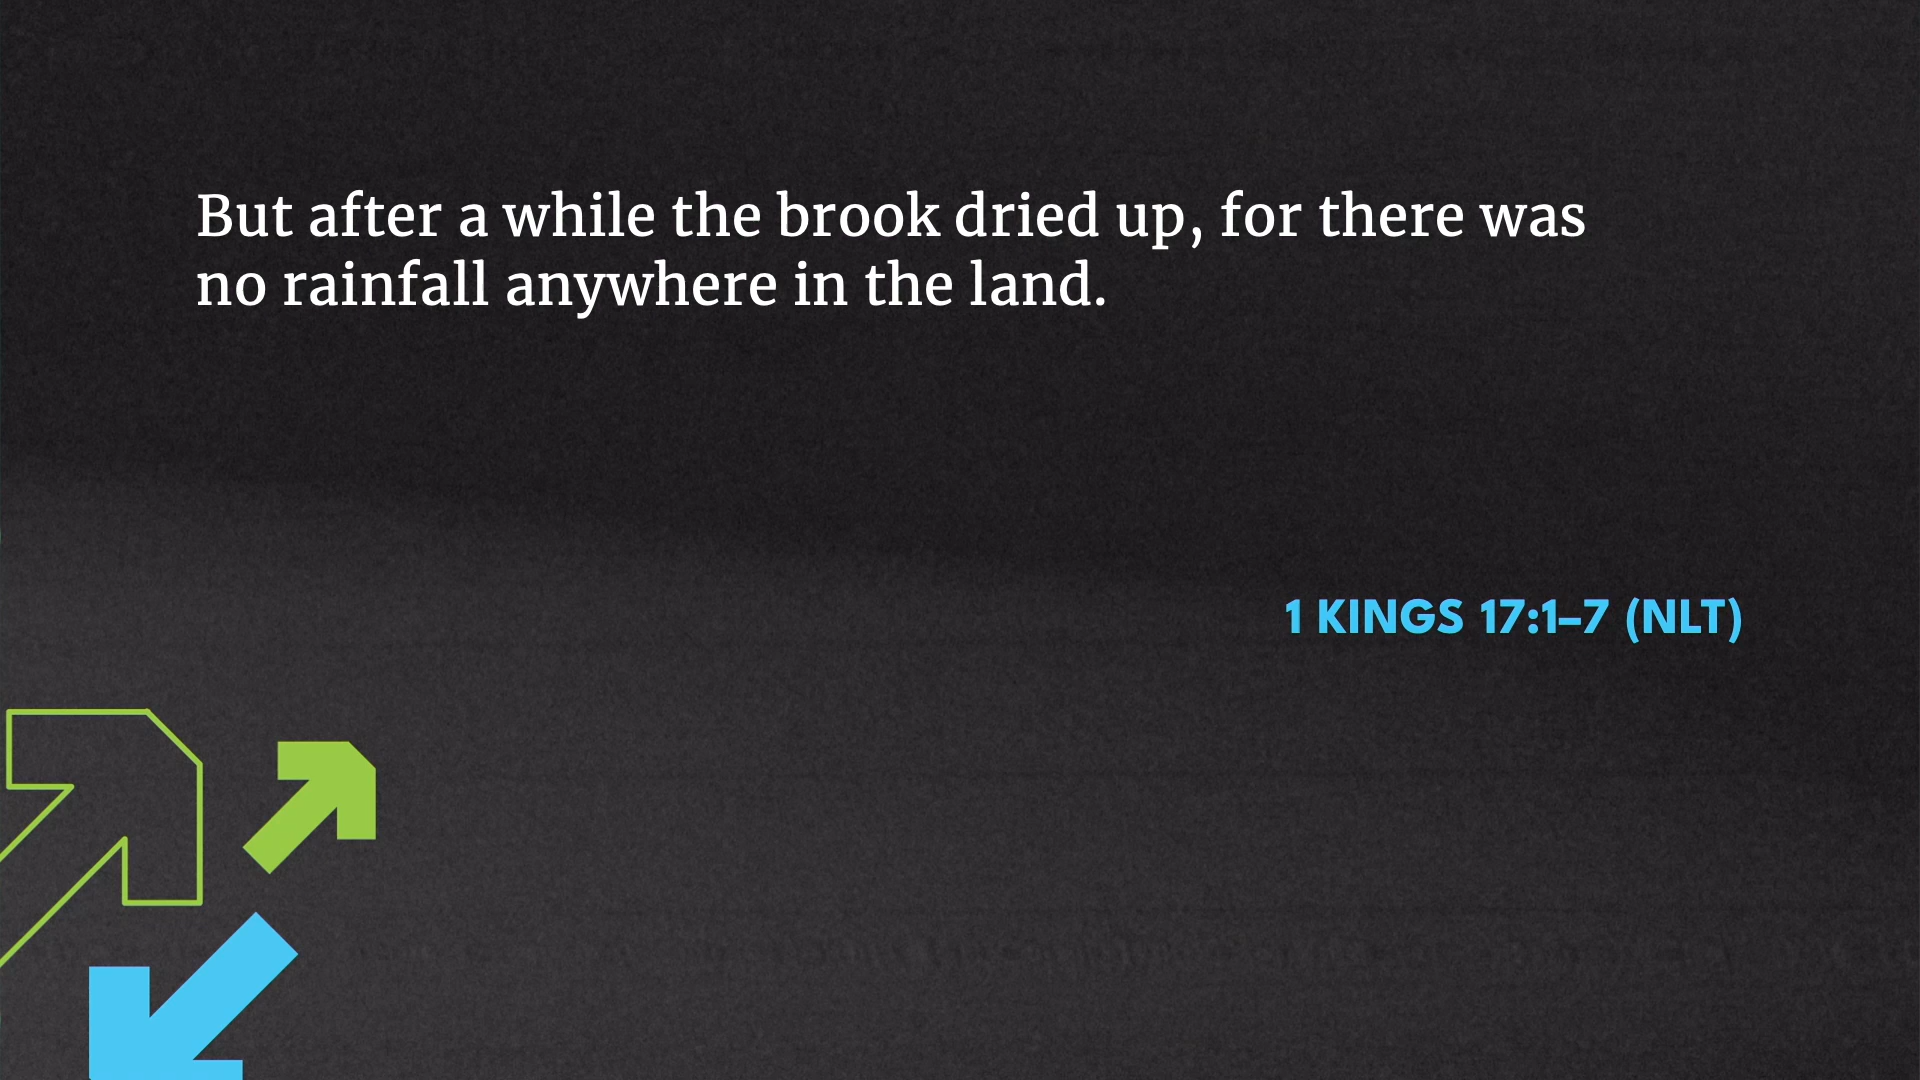 But after a while the brook dried up, for there was
no rainfall anywhere in the land.
1 KINGS 17:1–7 (NLT)